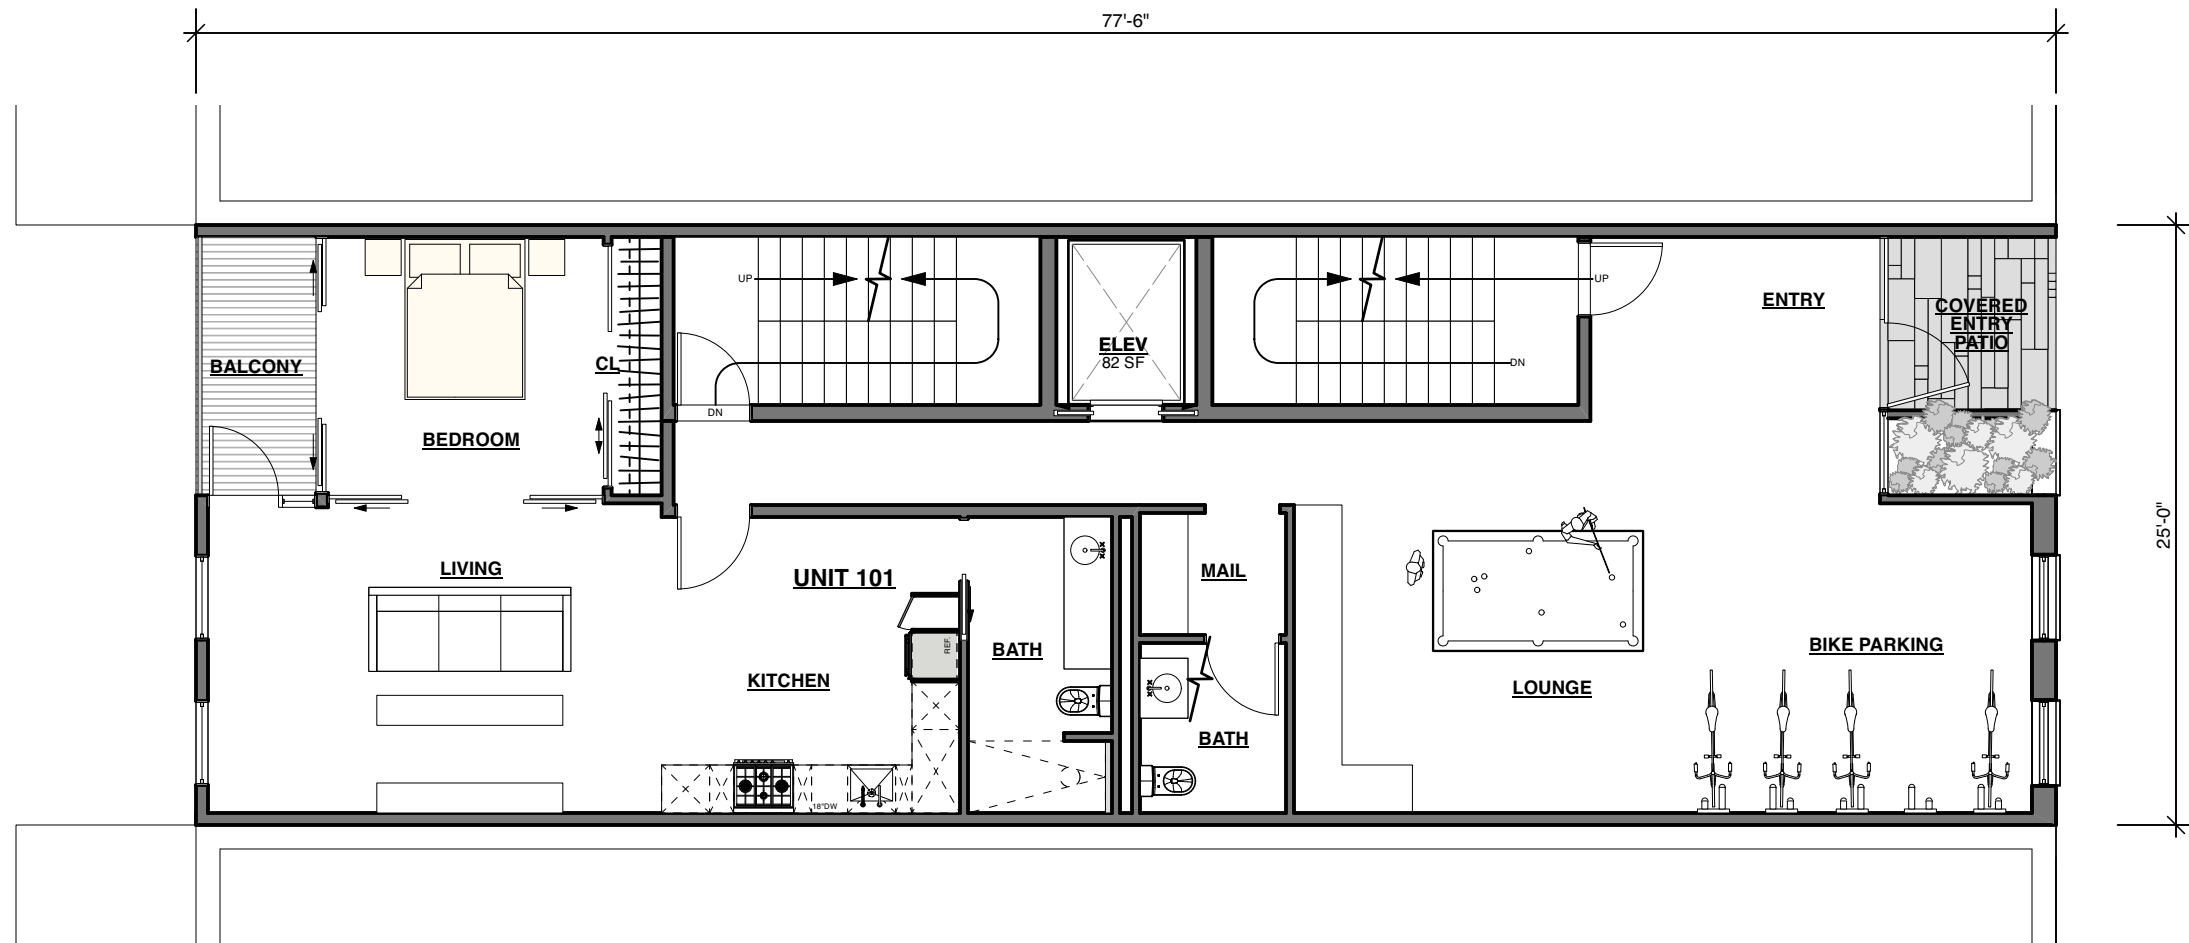 77'-6"
UP
UP
ENTRY
COVERED
ENTRY
PATIO
ELEV
82 SF
BALCONY
CL
DN
DN
BEDROOM
25'-0"
LIVING
UNIT 101
MAIL
REF.
BATH
BIKE PARKING
KITCHEN
LOUNGE
BATH
18"DW